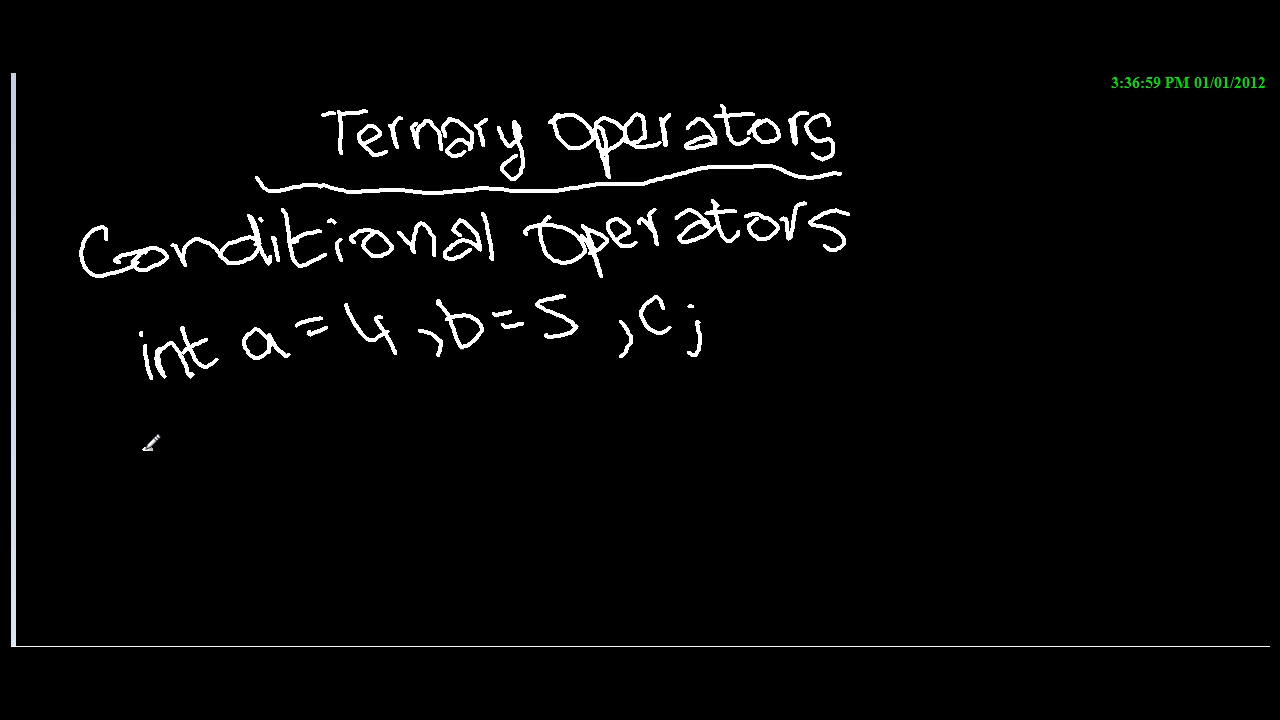 3:36:59 PM 01/01/2012
Ternary Operators
Conditional Operators
int a = 4 , b = 5 , c ;